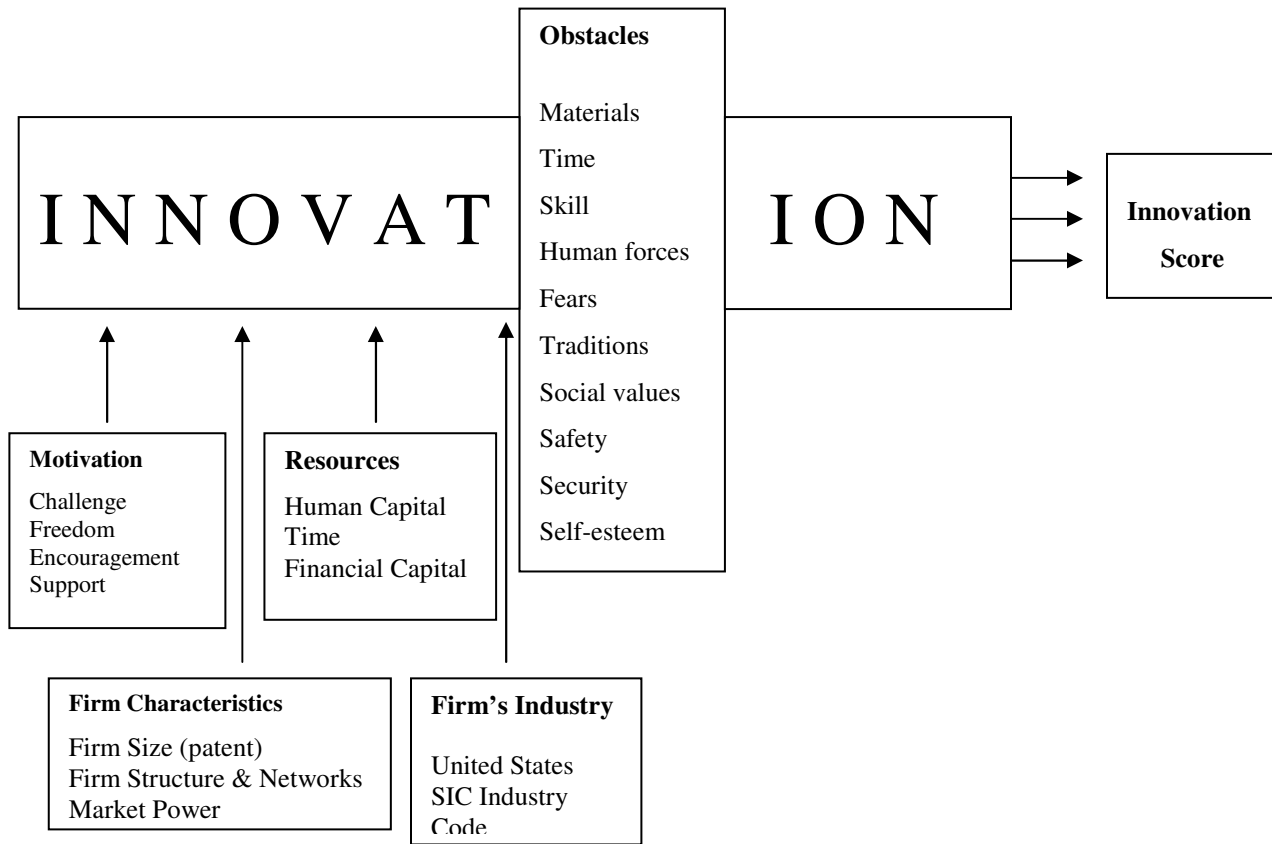 Obstacles
Materials
Time
Skill
Human forces
Fears
Traditions
Social values
Safety
Security
Self-esteem
I N N O V A T
I O N
Innovation
Score
Motivation
Challenge
Freedom
Encouragement
Support
Resources
Human Capital
Time
Financial Capital
Firm Characteristics
Firm Size (patent)
Firm Structure & Networks
Market Power
Firm’s Industry
United States
SIC Industry
Code